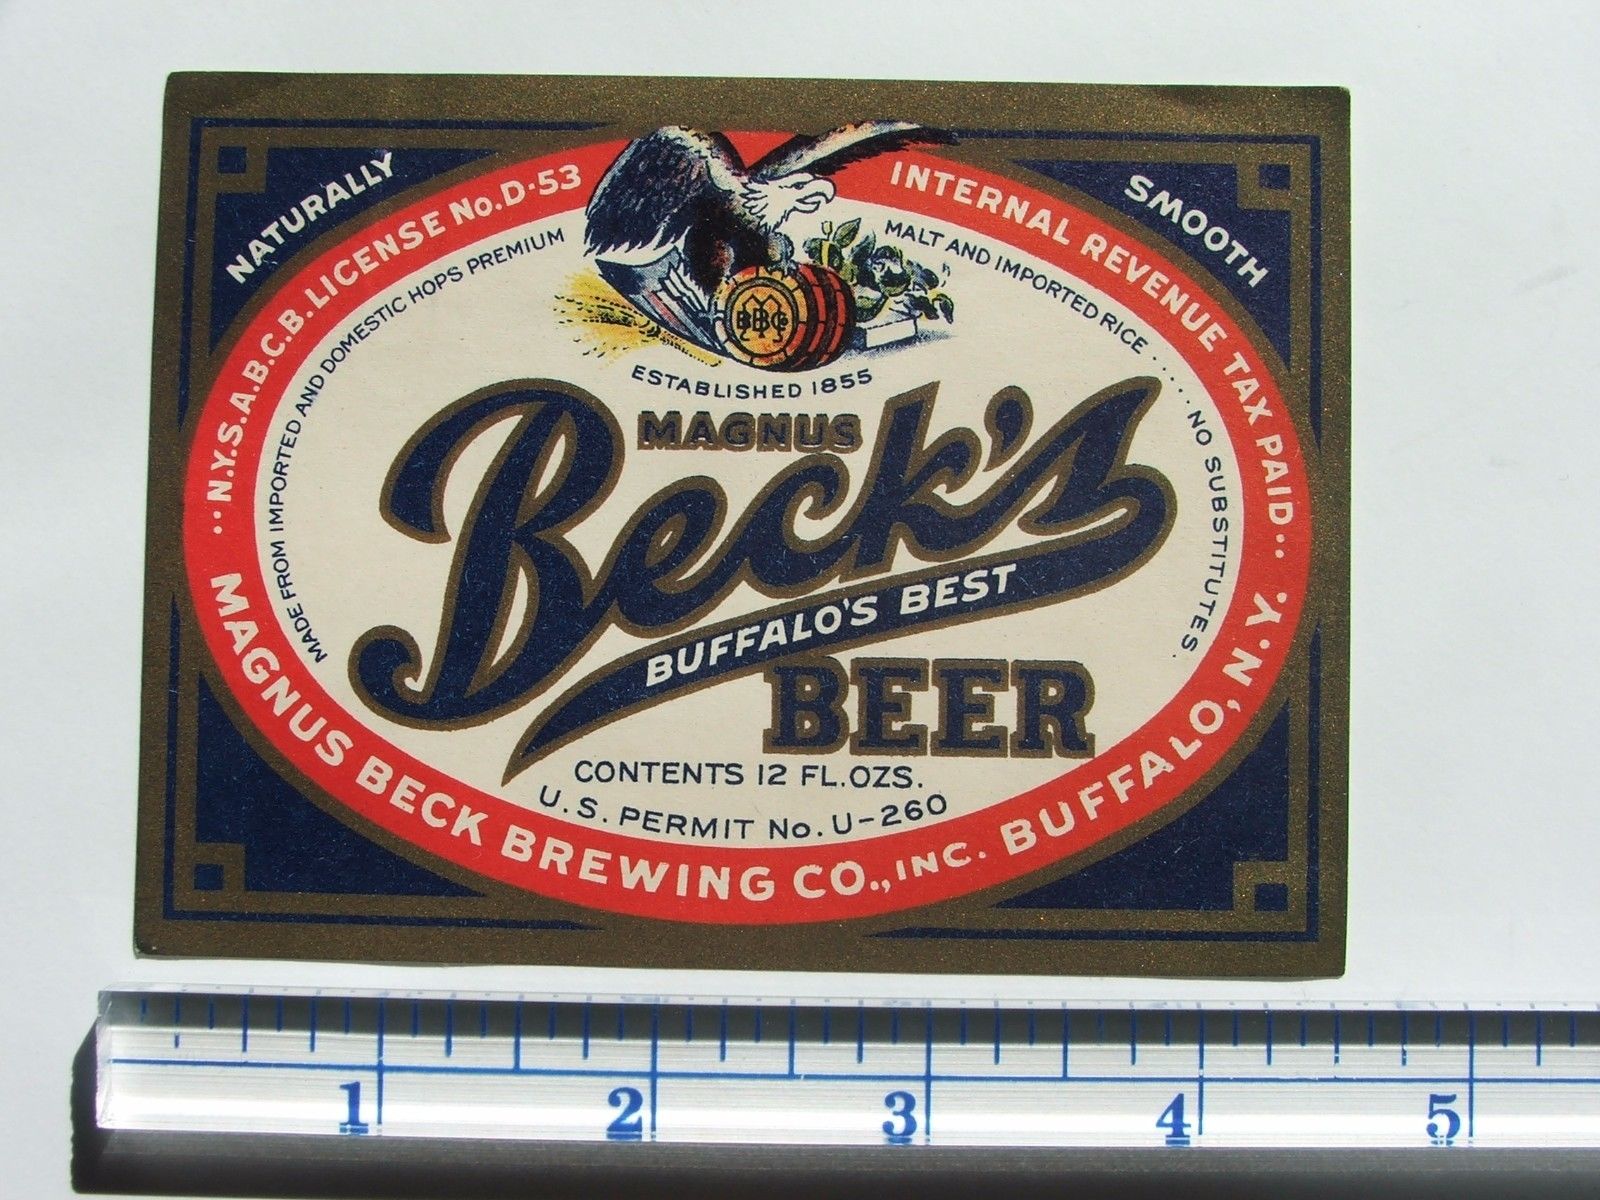 NATURALLY
SMOOTH
··N.Y.S.A.B.C.B. LICENSE No. D-53
INTERNAL REVENUE TAX PAID··
MADE FROM IMPORTED AND DOMESTIC HOPS PREMIUM
MALT AND IMPORTED RICE ..... NO SUBSTITUTES
BBCo
ESTABLISHED 1855
MAGNUS
Beck's
BUFFALO'S BEST
BEER
CONTENTS 12 FL.OZS.
U.S. PERMIT No. U-260
MAGNUS BECK BREWING CO., INC. BUFFALO, N.Y.
1 2 3 4 5